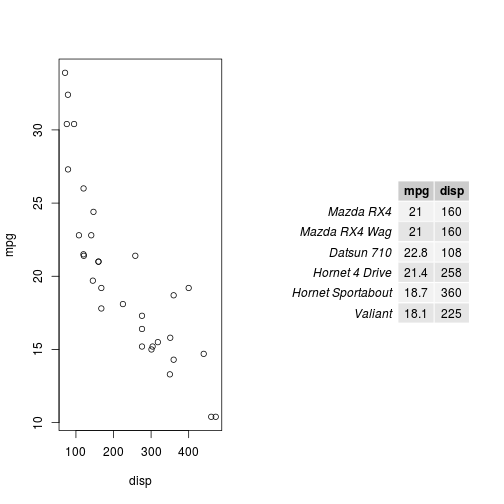 mpg
30
25
20
15
10
100 200 300 400
disp
mpg disp
Mazda RX4 21 160
Mazda RX4 Wag 21 160
Datsun 710 22.8 108
Hornet 4 Drive 21.4 258
Hornet Sportabout 18.7 360
Valiant 18.1 225